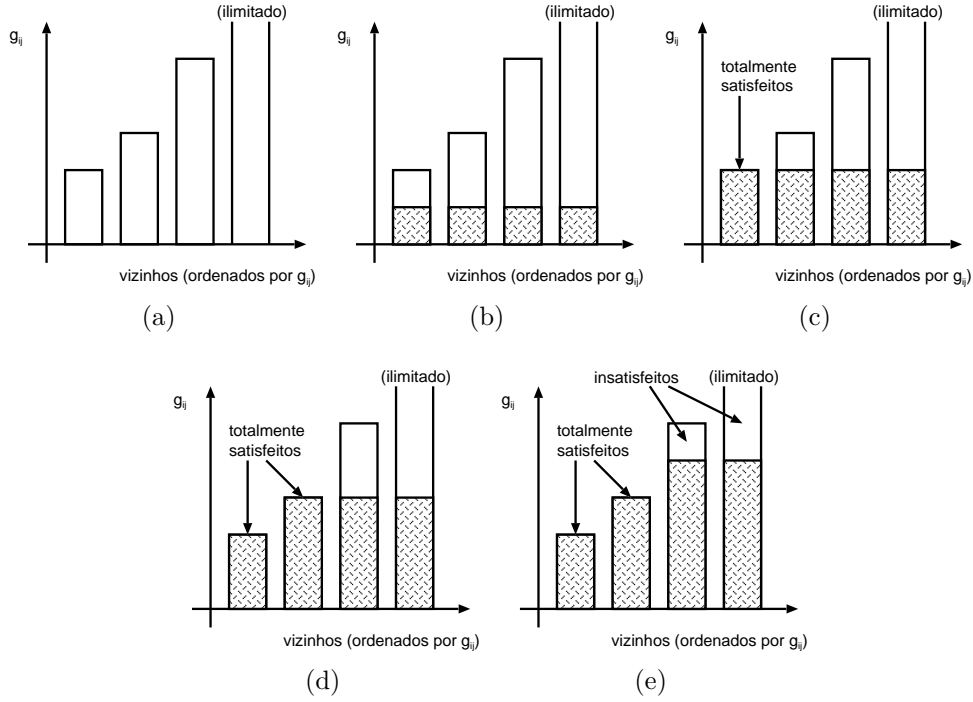 (ilimitado)
g_ij
vizinhos (ordenados por g_ij)
(a)
(ilimitado)
g_ij
vizinhos (ordenados por g_ij)
(b)
(ilimitado)
g_ij
totalmente
satisfeitos
vizinhos (ordenados por g_ij)
(c)
(ilimitado)
g_ij
totalmente
satisfeitos
vizinhos (ordenados por g_ij)
(d)
insatisfeitos
(ilimitado)
g_ij
totalmente
satisfeitos
vizinhos (ordenados por g_ij)
(e)